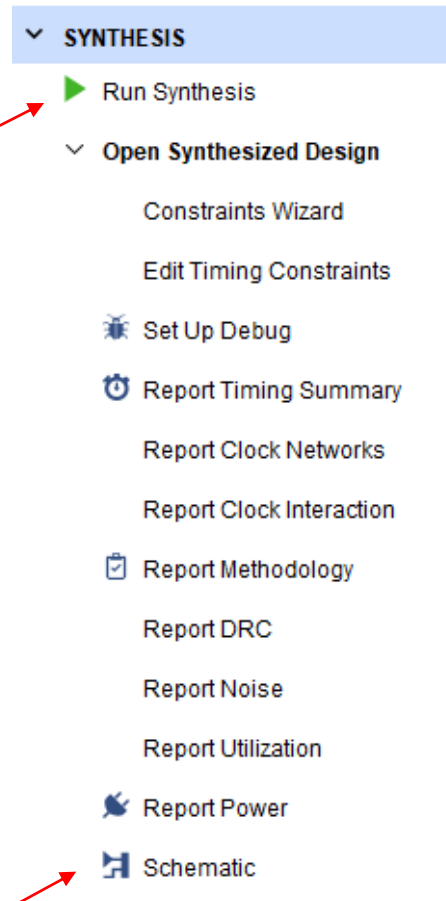 SYNTHESIS
Run Synthesis
Open Synthesized Design
Constraints Wizard
Edit Timing Constraints
Set Up Debug
Report Timing Summary
Report Clock Networks
Report Clock Interaction
Report Methodology
Report DRC
Report Noise
Report Utilization
Report Power
Schematic